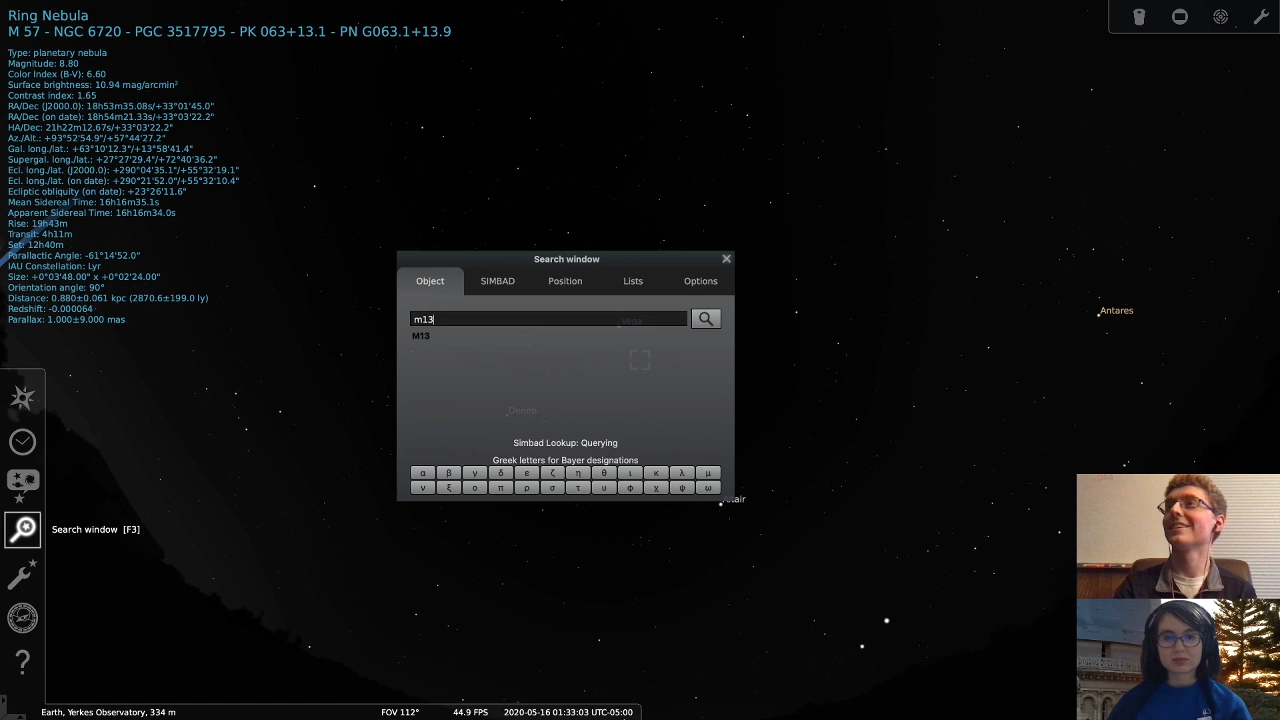 Ring Nebula
M 57 - NGC 6720 - PGC 3517795 - PK 063+13.1 - PN G063.1+13.9
Type: planetary nebula
Magnitude: 8.80
Color Index (B-V): 6.60
Surface brightness: 10.94 mag/arcmin²
Contrast index: 1.65
RA/Dec (J2000.0): 18h53m35.08s/+33°01'45.0"
RA/Dec (on date): 18h54m21.33s/+33°03'22.2"
HA/Dec: 21h22m12.67s/+33°03'22.2"
Az./Alt.: +93°52'54.9"/+57°44'27.2"
Gal. long./lat.: +63°10'12.3"/+13°58'41.4"
Supergal. long./lat.: +27°27'29.4"/+72°40'36.2"
Ecl. long./lat. (J2000.0): +290°04'35.1"/+55°32'19.1"
Ecl. long./lat. (on date): +290°21'52.0"/+55°32'10.4"
Ecliptic obliquity (on date): +23°26'11.6"
Mean Sidereal Time: 16h16m35.1s
Apparent Sidereal Time: 16h16m34.0s
Rise: 19h43m
Transit: 4h11m
Set: 12h40m
Parallactic Angle: -61°14'52.0"
IAU Constellation: Lyr
Size: +0°03'48.00" x +0°02'24.00"
Orientation angle: 90°
Distance: 0.880±0.061 kpc (2870.6±199.0 ly)
Redshift: -0.000064
Parallax: 1.000±9.000 mas
Search window
Object SIMBAD Position Lists Options
m13
Vega
M13
Antares
Deneb
Simbad Lookup: Querying
Greek letters for Bayer designations
α β γ δ ε ζ η θ ι κ λ μ
ν ξ ο π ρ σ τ υ φ χ ψ ω
Altair
Search window [F3]
?
Earth, Yerkes Observatory, 334 m FOV 112° 44.9 FPS 2020-05-16 01:33:03 UTC-05:00